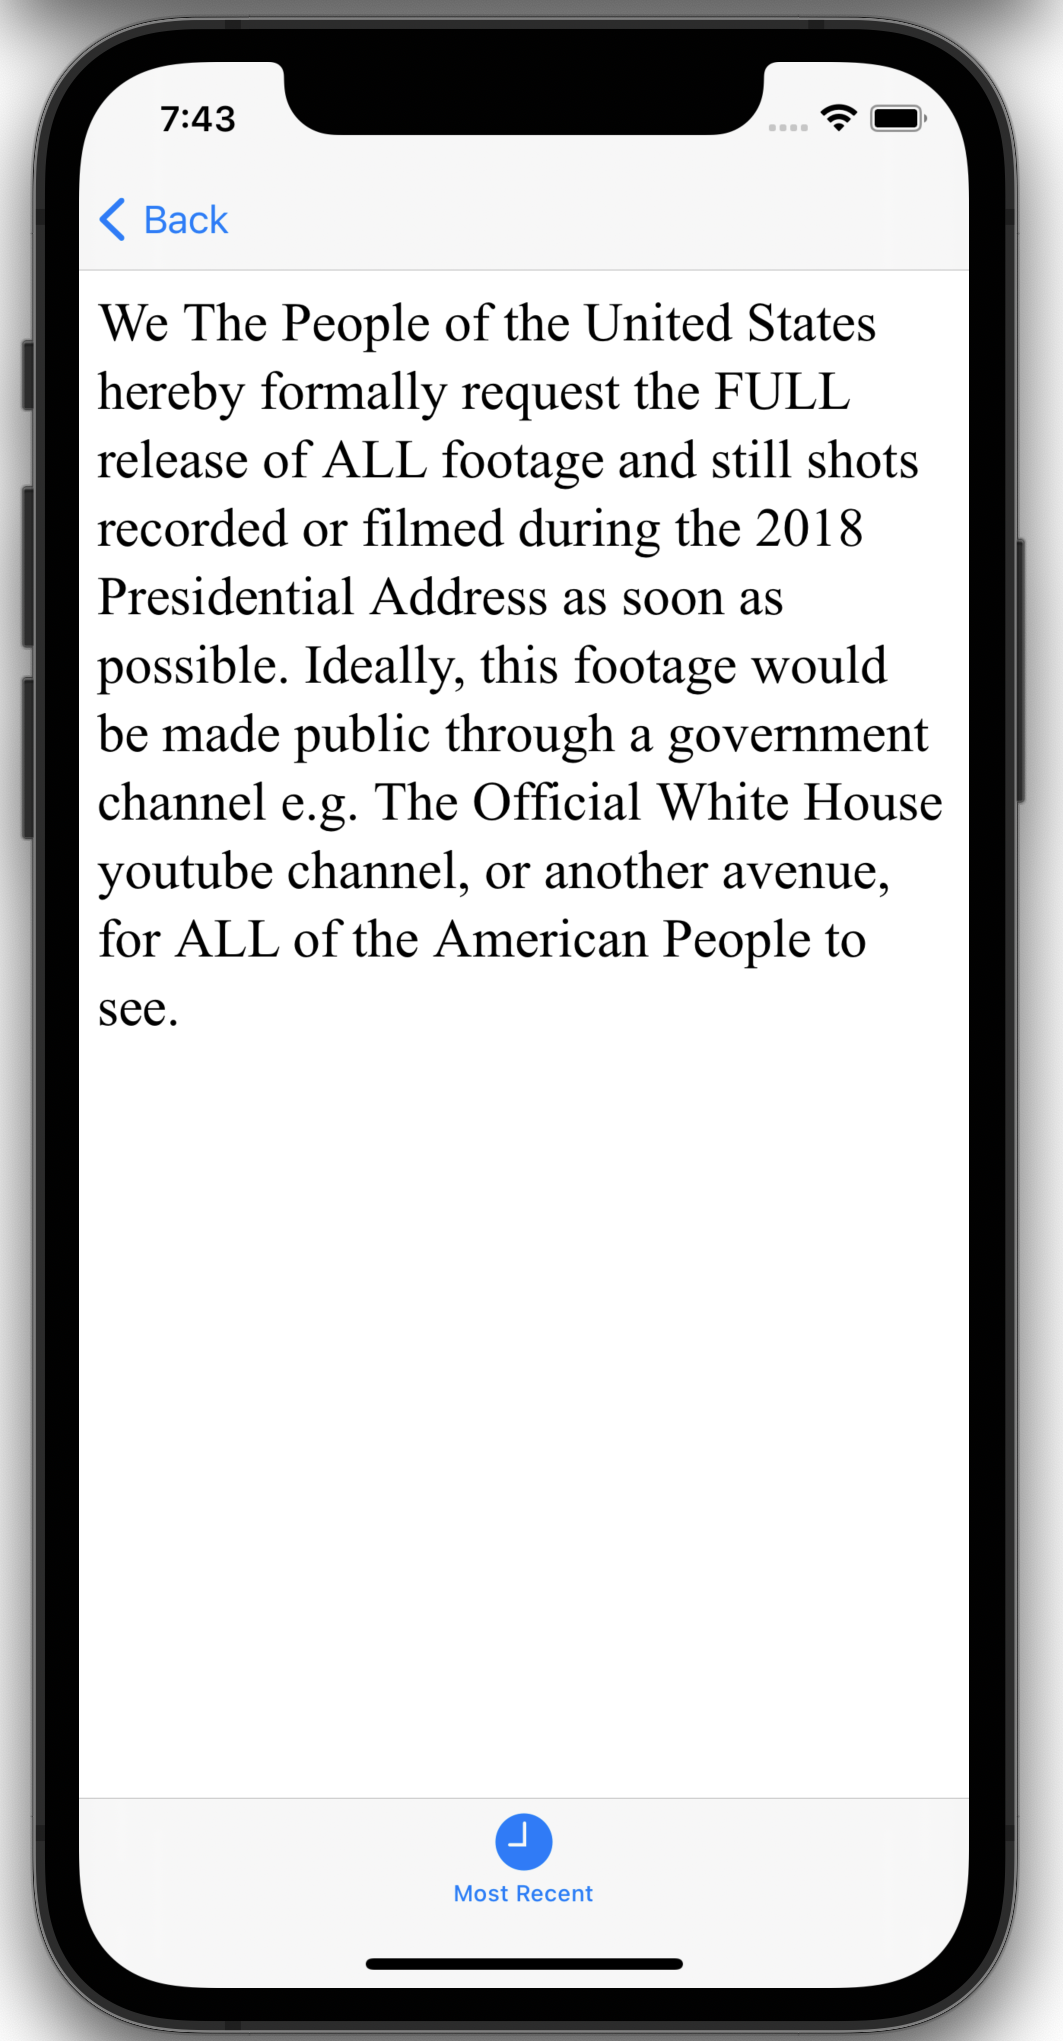 7:43
Back
We The People of the United States
hereby formally request the FULL
release of ALL footage and still shots
recorded or filmed during the 2018
Presidential Address as soon as
possible. Ideally, this footage would
be made public through a government
channel e.g. The Official White House
youtube channel, or another avenue,
for ALL of the American People to
see.
Most Recent